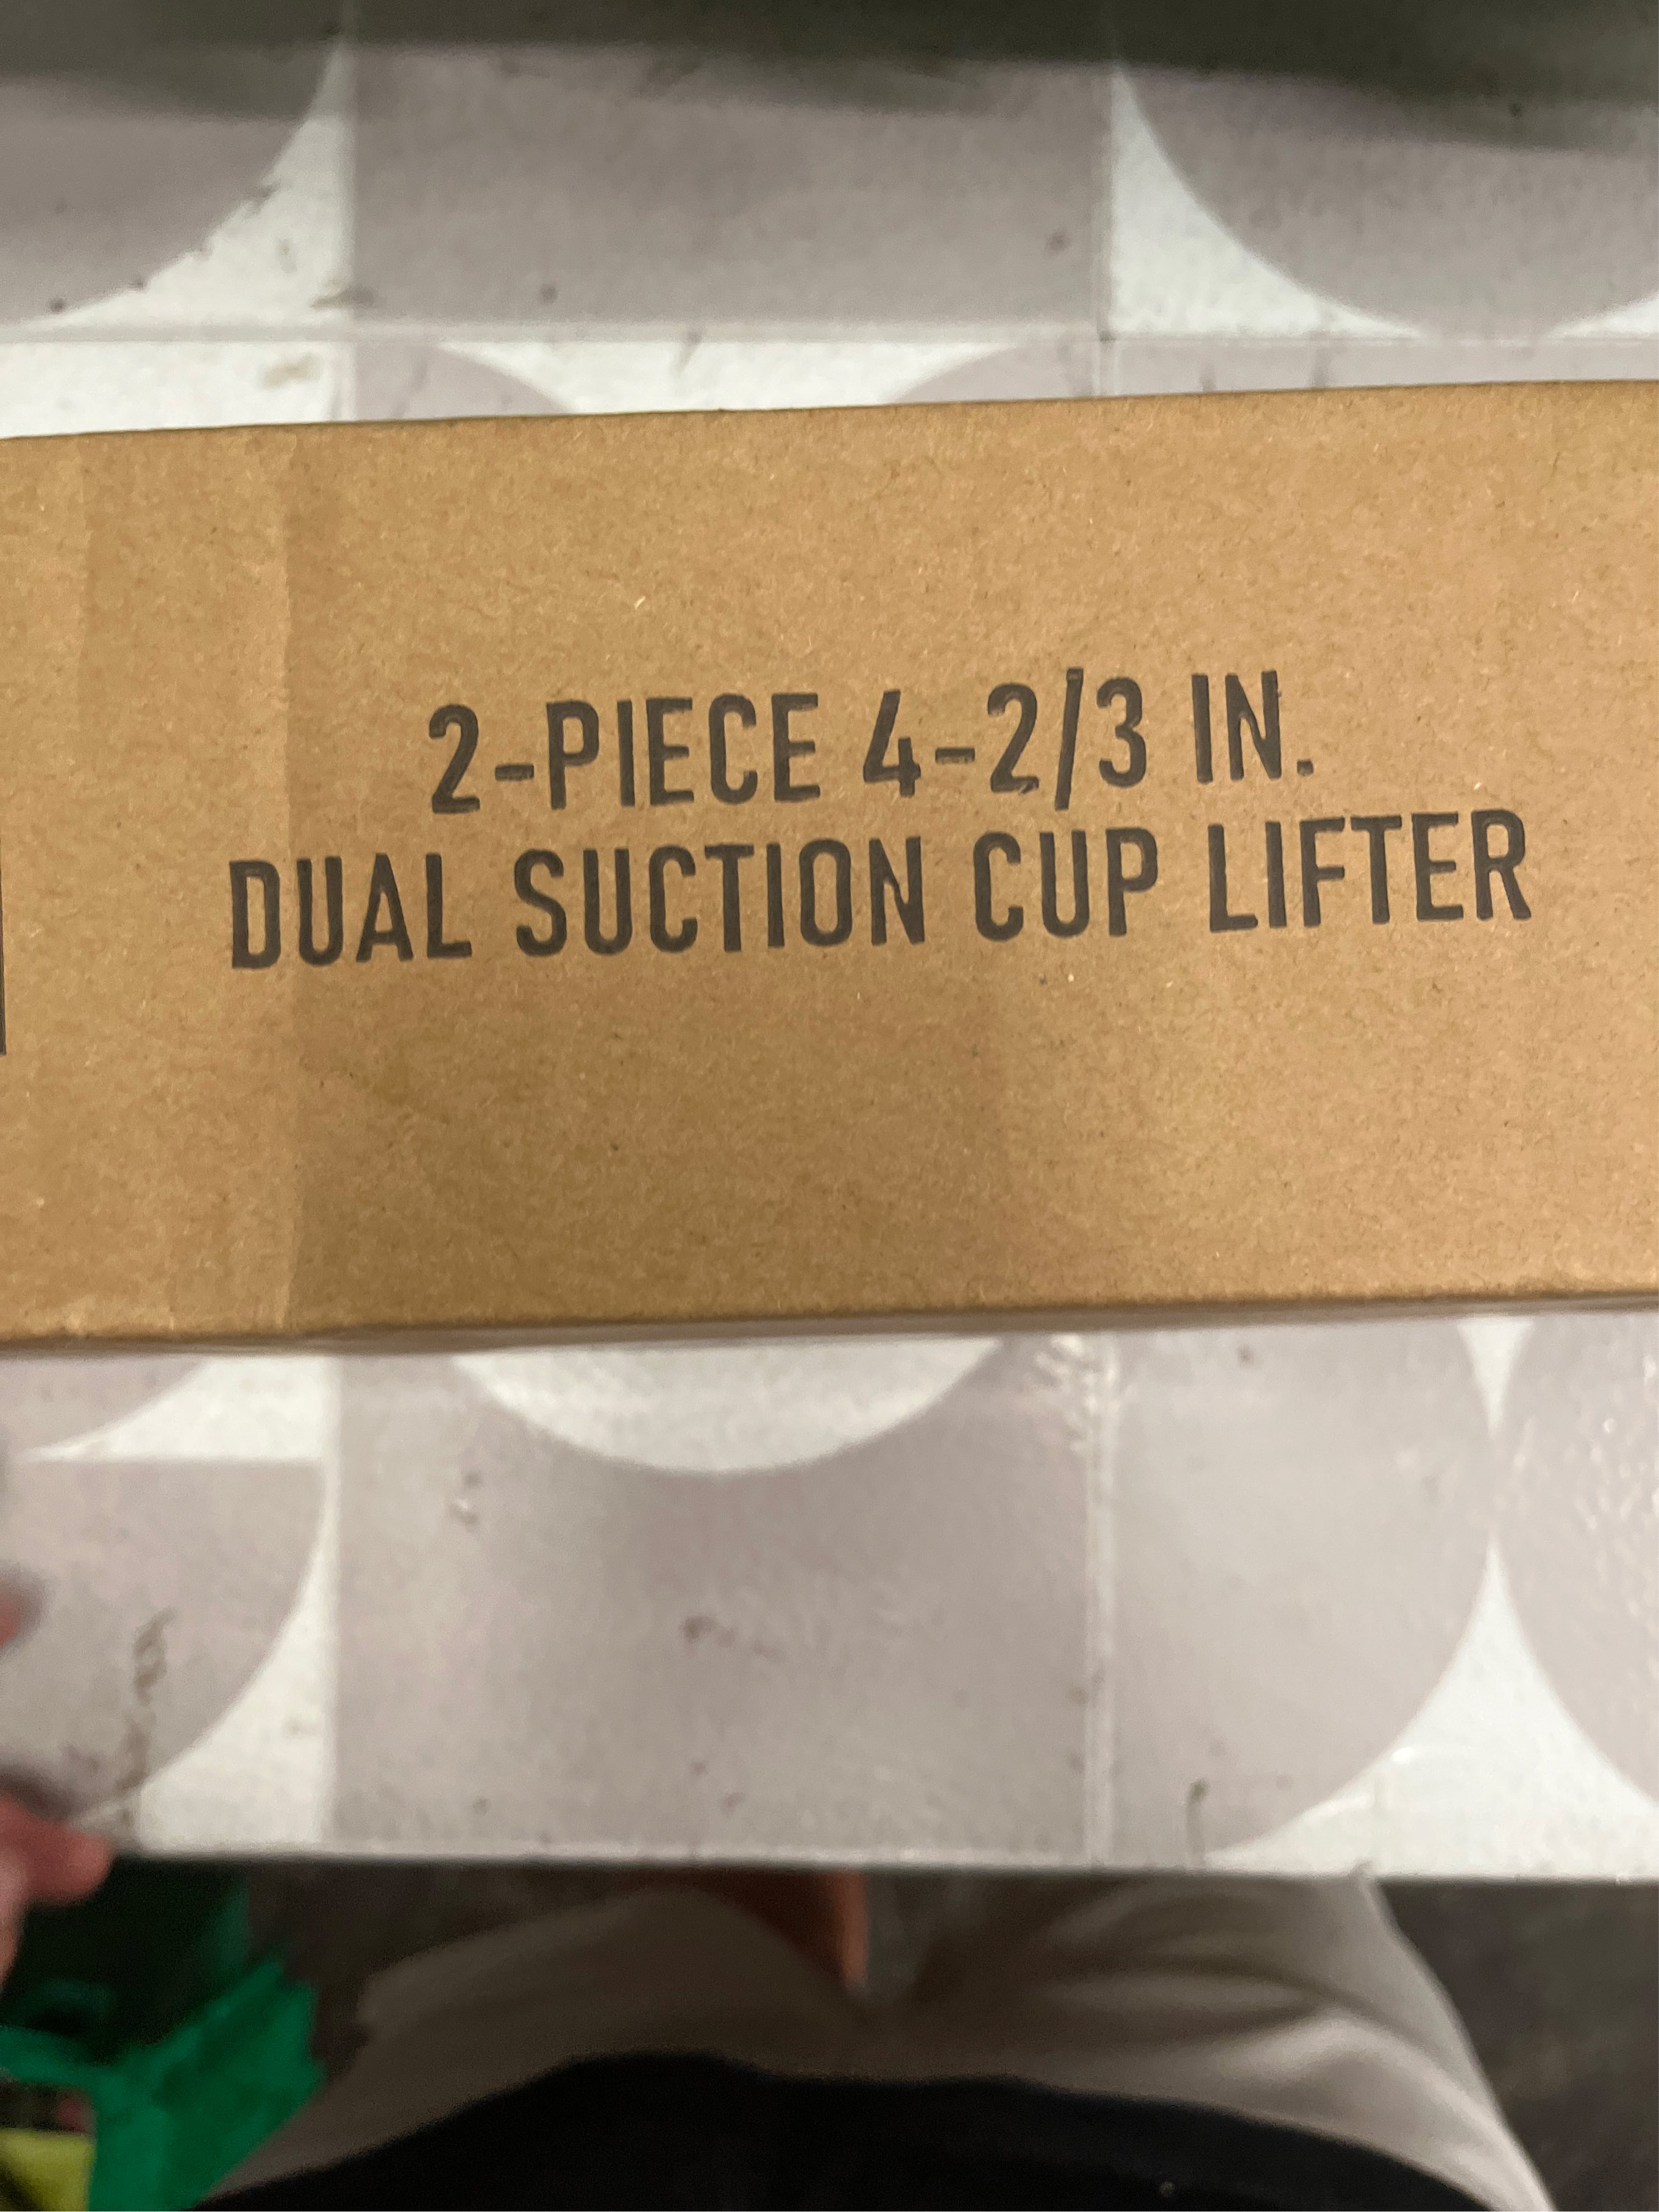 2-PIECE 4-2/3 IN.
DUAL SUCTION CUP LIFTER